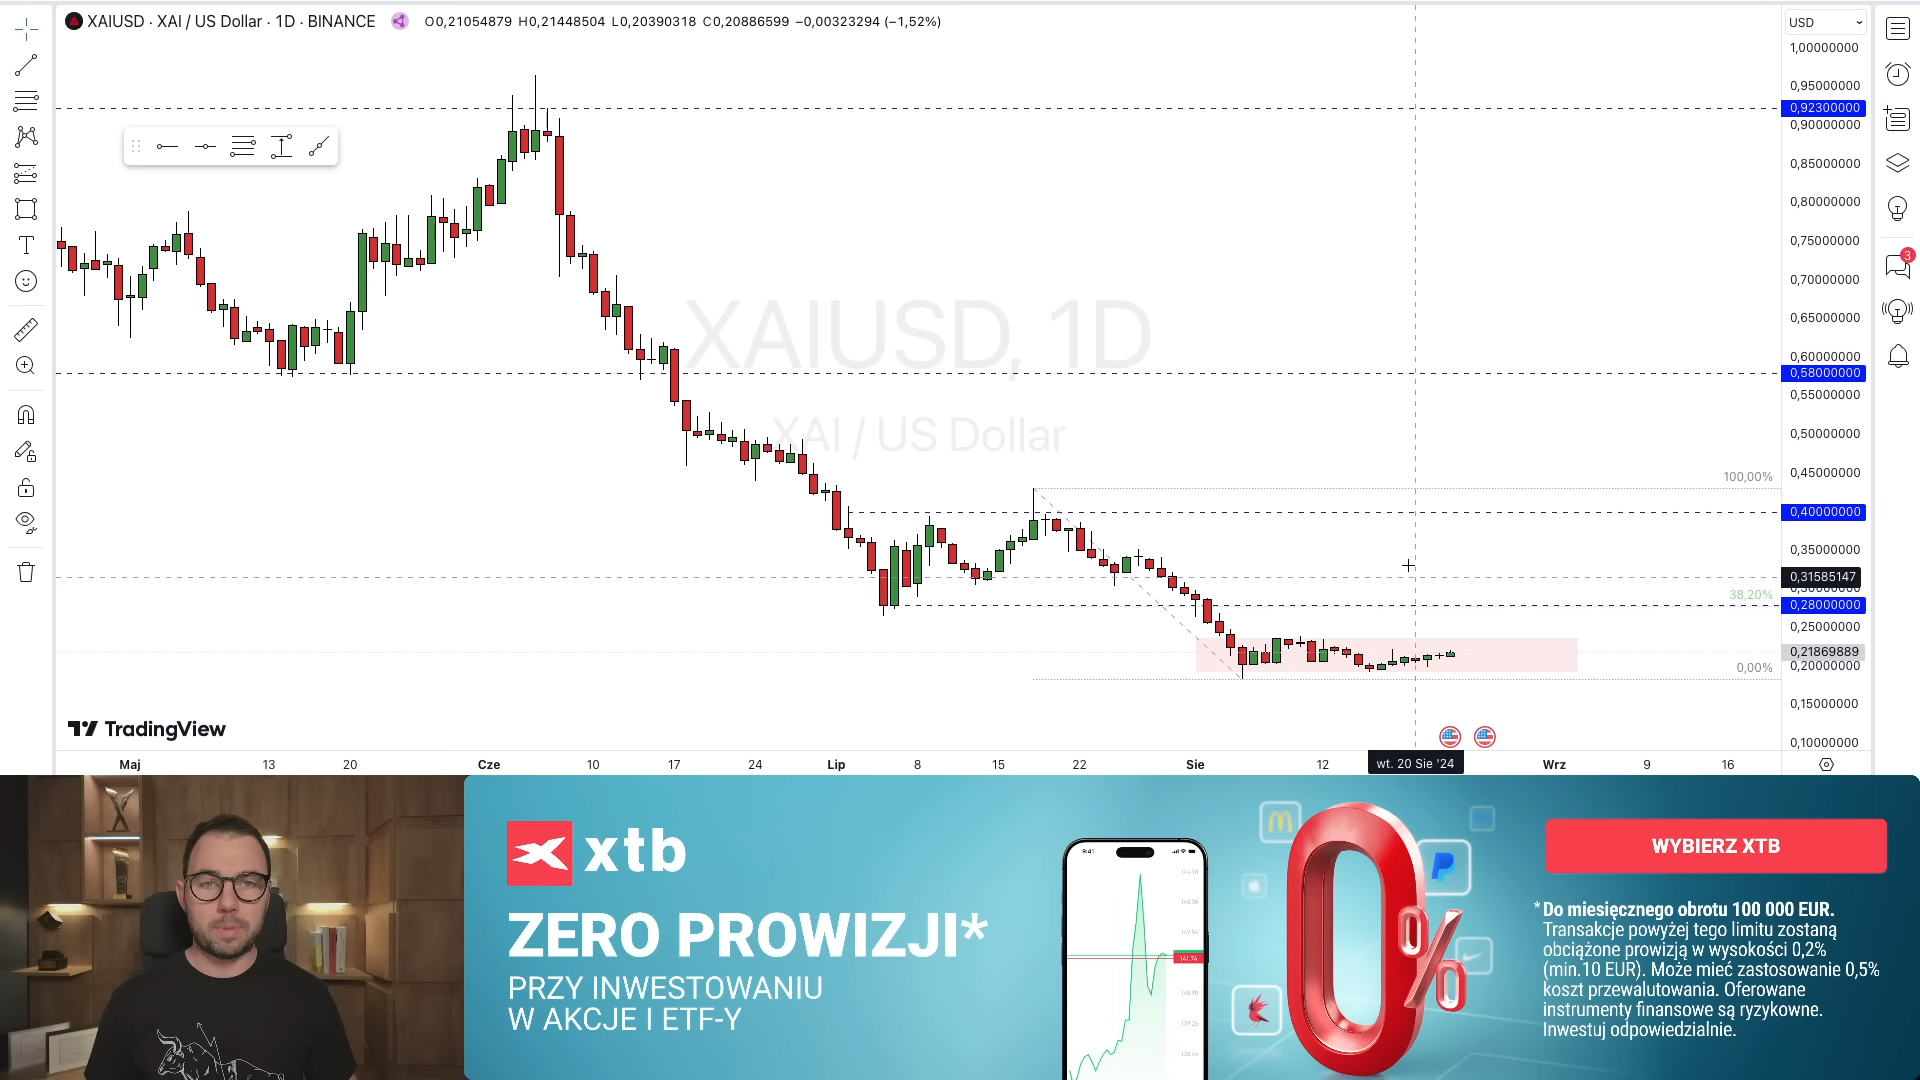 XAIUSD · XAI / US Dollar · 1D · BINANCE
O0,21054879 H0,21448504 L0,20390318 C0,20886599 −0,00323294 (−1,52%)
USD
1,00000000
0,95000000
0,92300000
0,90000000
0,85000000
0,80000000
0,75000000
0,70000000
0,65000000
0,60000000
0,58000000
0,55000000
0,50000000
0,45000000
0,40000000
0,35000000
0,31585147
0,30000000
0,28000000
0,25000000
0,21869889
0,20000000
0,15000000
0,10000000
3
XAIUSD, 1D
XAI / US Dollar
100,00%
38,20%
0,00%
TradingView
Maj 13 20 Cze 10 17 24 Lip 8 15 22 Sie 12 wt. 20 Sie '24 Wrz 9 16
xtb
ZERO PROWIZJI*
PRZY INWESTOWANIU
W AKCJE I ETF-Y
9:41
141.74
0%
WYBIERZ XTB
*Do miesięcznego obrotu 100 000 EUR.
Transakcje powyżej tego limitu zostaną
obciążone prowizją w wysokości 0,2%
(min.10 EUR). Może mieć zastosowanie 0,5%
koszt przewalutowania. Oferowane
instrumenty finansowe są ryzykowne.
Inwestuj odpowiedzialnie.